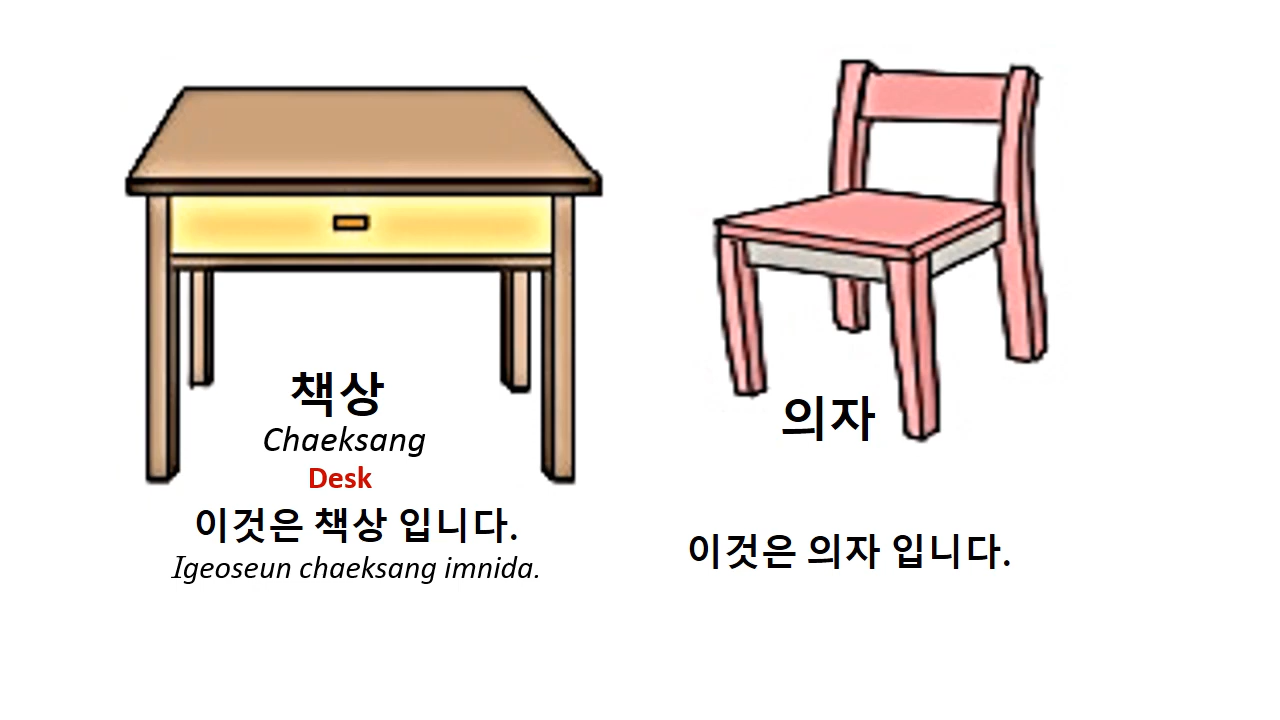 책상
Chaeksang
Desk
이것은 책상 입니다.
Igeoseun chaeksang imnida.
의자
이것은 의자 입니다.